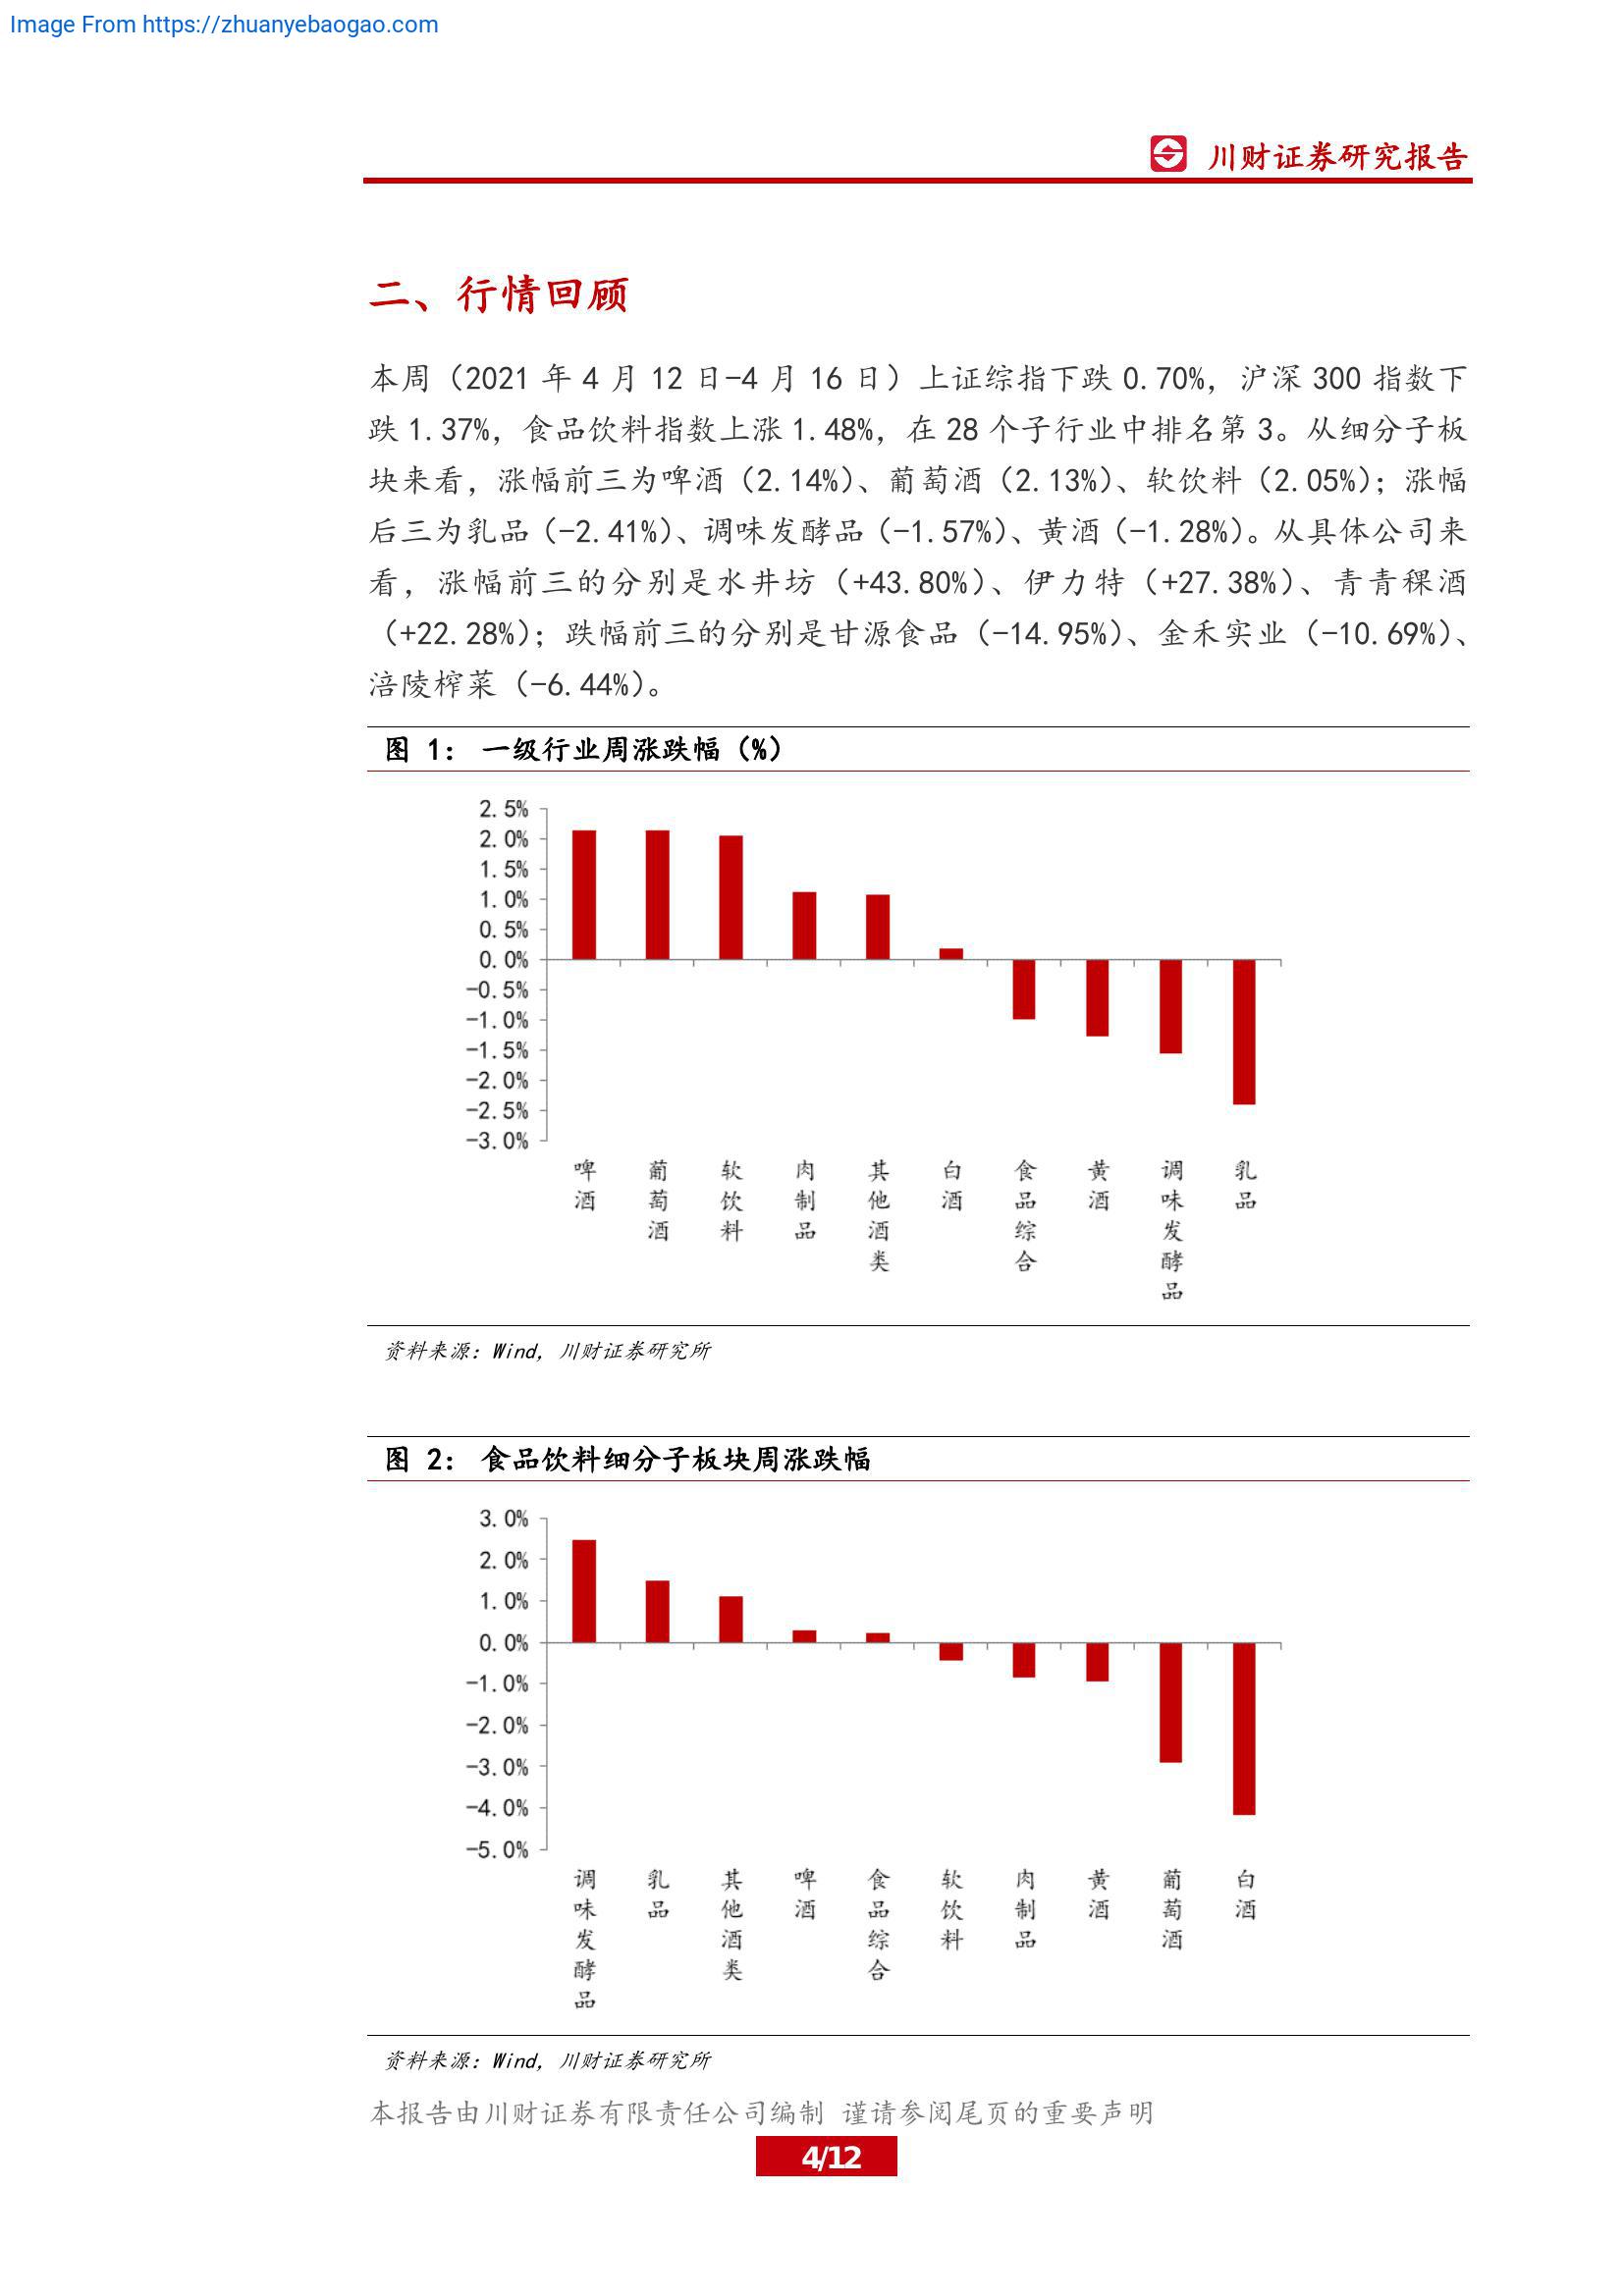 Image From https://zhuanyebaogao.com
川财证券研究报告
二、行情回顾
本周（2021 年 4 月 12 日-4 月 16 日）上证综指下跌 0.70%，沪深 300 指数下
跌 1.37%，食品饮料指数上涨 1.48%，在 28 个子行业中排名第 3。从细分子板
块来看，涨幅前三为啤酒（2.14%）、葡萄酒（2.13%）、软饮料（2.05%）；涨幅
后三为乳品（-2.41%）、调味发酵品（-1.57%）、黄酒（-1.28%）。从具体公司来
看，涨幅前三的分别是水井坊（+43.80%）、伊力特（+27.38%）、青青稞酒
（+22.28%）；跌幅前三的分别是甘源食品（-14.95%）、金禾实业（-10.69%）、
涪陵榨菜（-6.44%）。
图 1： 一级行业周涨跌幅（%）
2.5%
2.0%
1.5%
1.0%
0.5%
0.0%
-0.5%
-1.0%
-1.5%
-2.0%
-2.5%
-3.0%
啤酒
葡萄酒
软饮料
肉制品
其他酒类
白酒
食品综合
黄酒
调味发酵品
乳品
资料来源：Wind，川财证券研究所
图 2： 食品饮料细分子板块周涨跌幅
3.0%
2.0%
1.0%
0.0%
-1.0%
-2.0%
-3.0%
-4.0%
-5.0%
调味发酵品
乳品
其他酒类
啤酒
食品综合
软饮料
肉制品
黄酒
葡萄酒
白酒
资料来源：Wind，川财证券研究所
本报告由川财证券有限责任公司编制 谨请参阅尾页的重要声明
4/12